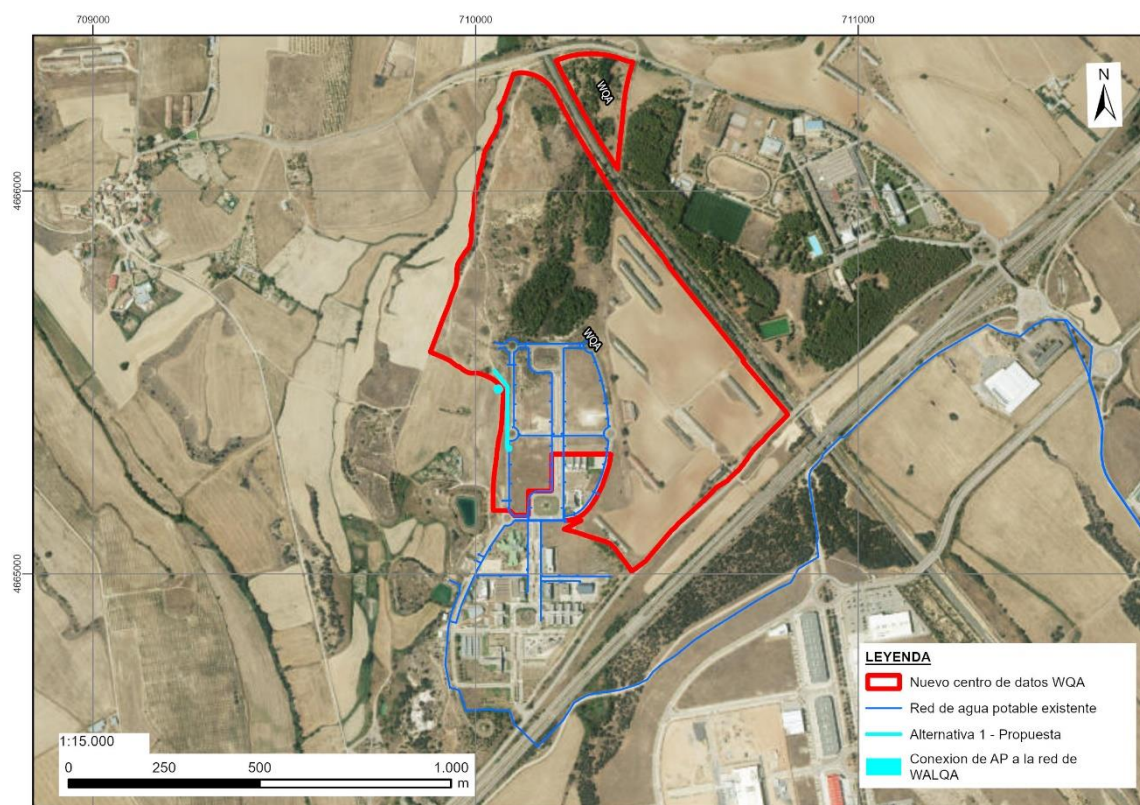 709000
710000
711000
N
WQA
4666000
WQA
4665000
LEYENDA
Nuevo centro de datos WQA
Red de agua potable existente
Alternativa 1 - Propuesta
Conexion de AP a la red de
WALQA
1:15.000
0
250
500
1.000
m